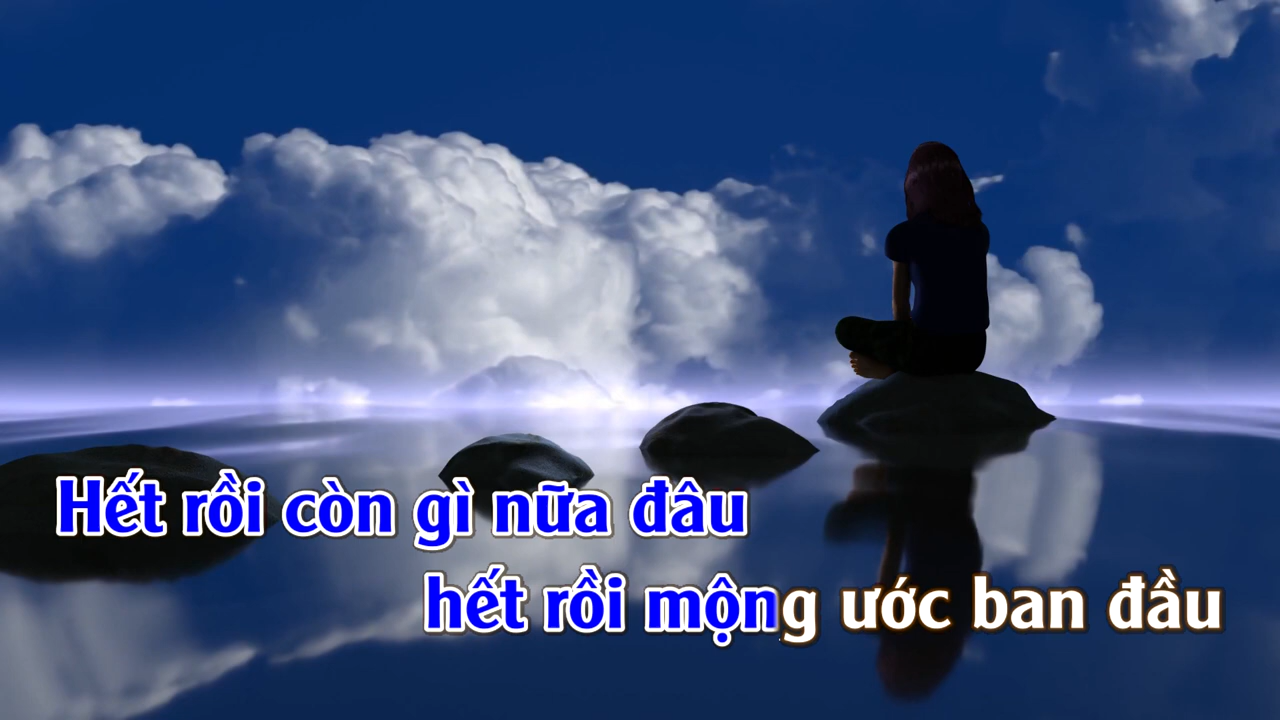 Hết rồi còn gì nữa đâu
hết rồi mộng ước ban đầu